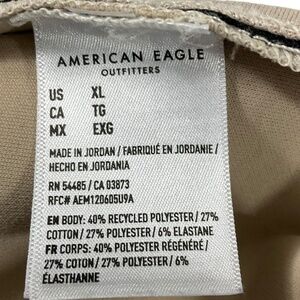 AMERICAN EAGLE
OUTFITTERS
US XL
CA TG
MX EXG
MADE IN JORDAN / FABRIQUÉ EN JORDANIE /
HECHO EN JORDANIA
RN 54485 / CA 03873
RFC# AEM120605U9A
EN BODY: 40% RECYCLED POLYESTER / 27%
COTTON / 27% POLYESTER / 6% ELASTANE
FR CORPS: 40% POLYESTER RÉGÉNÉRÉ /
27% COTON / 27% POLYESTER / 6%
ÉLASTHANNE